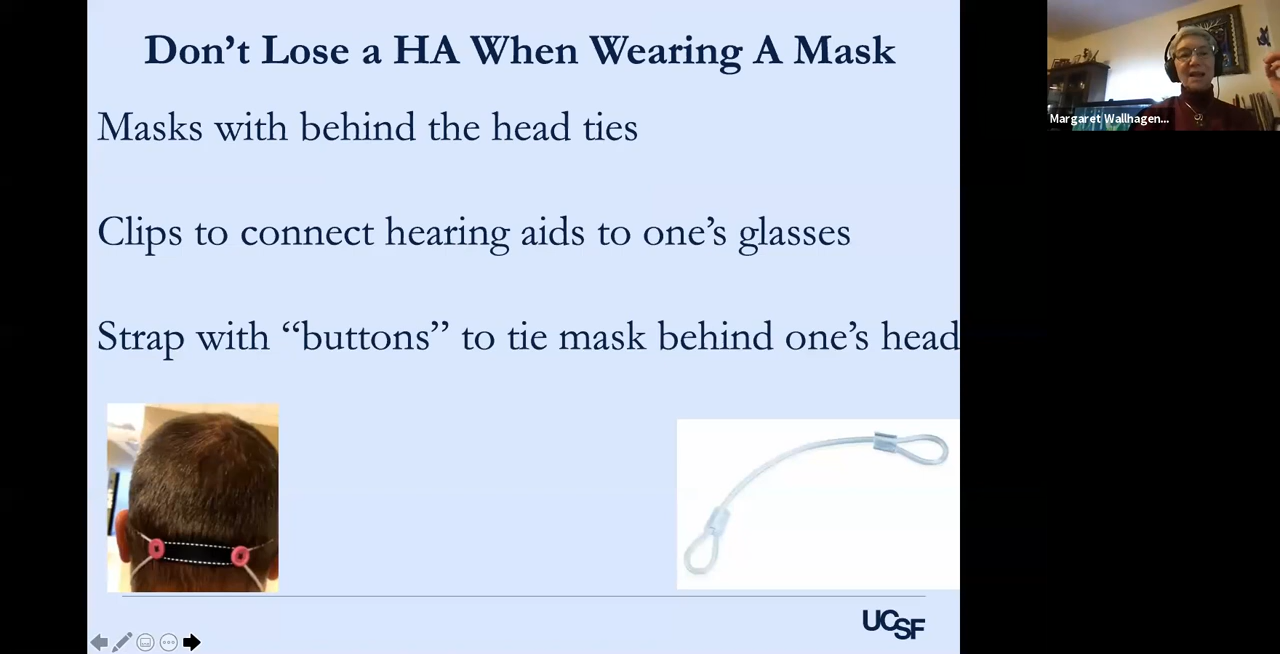 Don’t Lose a HA When Wearing A Mask
Masks with behind the head ties
Clips to connect hearing aids to one’s glasses
Strap with “buttons” to tie mask behind one’s head
UCSF
Margaret Wallhagen...